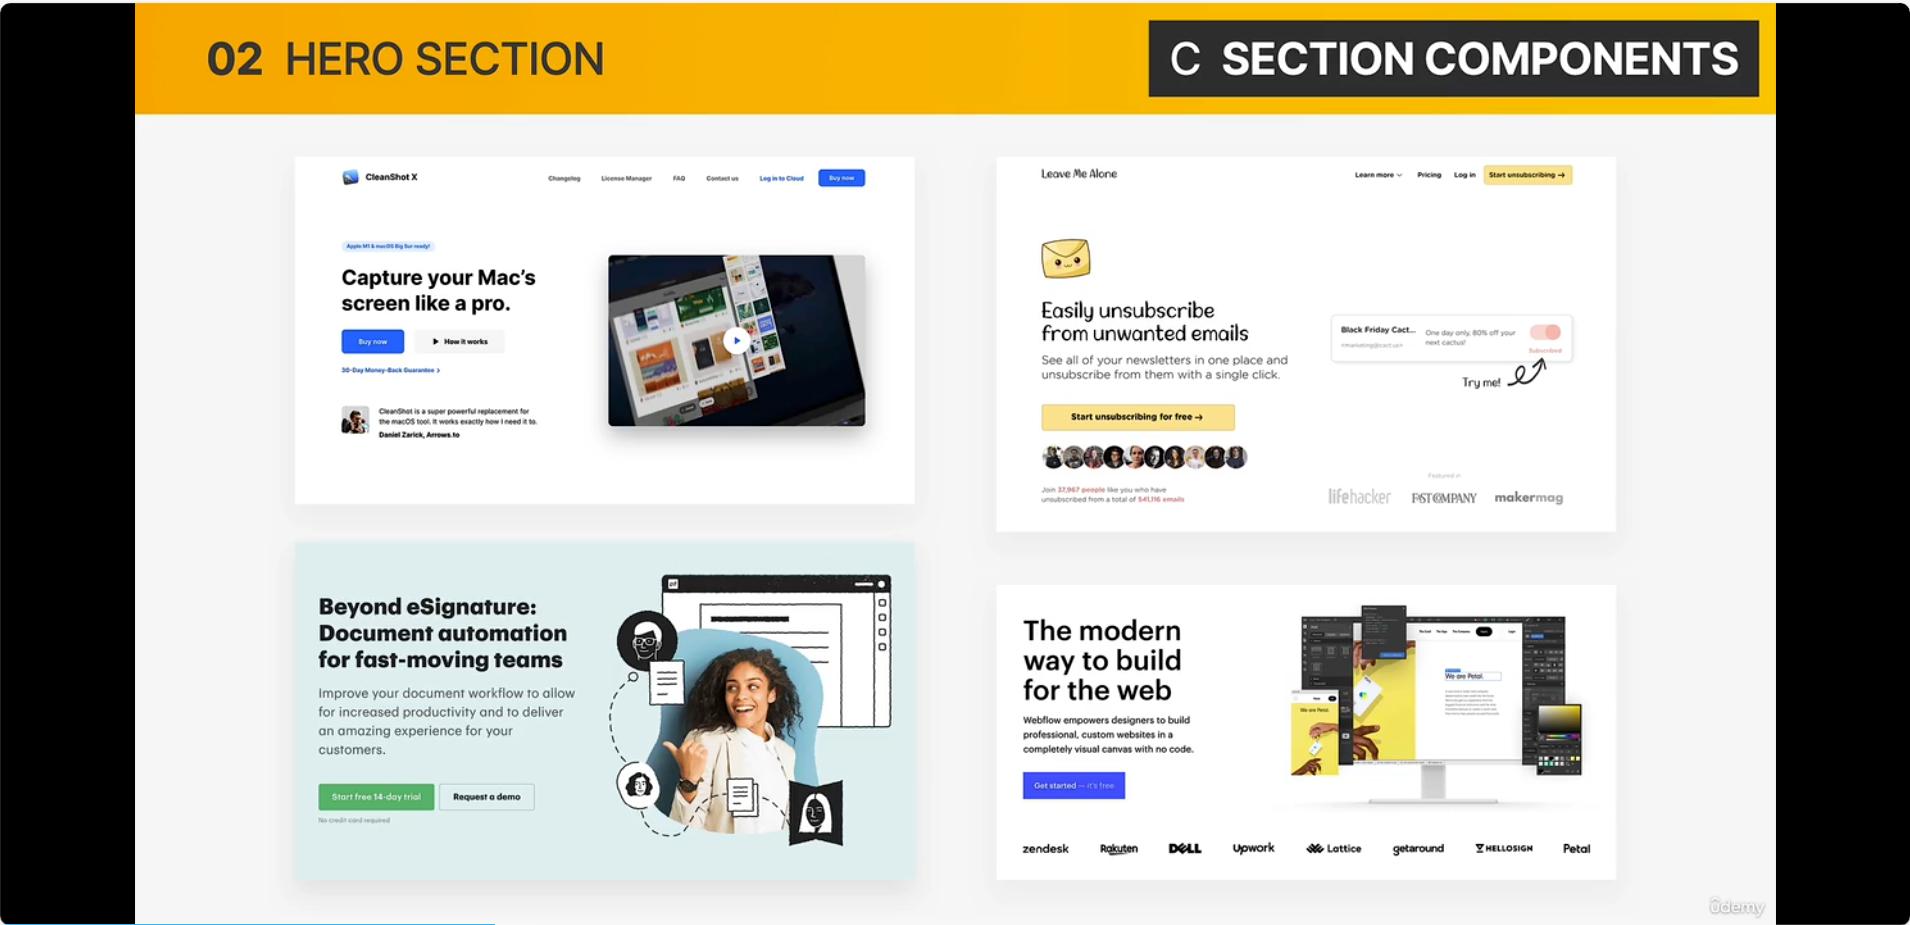 02 HERO SECTION
C SECTION COMPONENTS
CleanShot X
Changelog License Manager FAQ Contact us Log in to Cloud Buy now
Apple M1 & macOS Big Sur ready!
Capture your Mac's
screen like a pro.
Buy now How it works
30-Day Money-Back Guarantee
CleanShot is a super powerful replacement for
the macOS tool. It works exactly how I need it to.
Daniel Zarick, Arrows.to
Leave Me Alone
Learn more Pricing Log in Start unsubscribing →
Easily unsubscribe
from unwanted emails
See all of your newsletters in one place and
unsubscribe from them with a single click.
Start unsubscribing for free →
Join 37,967 people like you who have
unsubscribed from a total of 541,116 emails
Black Friday Cact...
<marketing@cact.us>
One day only, 80% off your
next cactus!
Subscribed
Try me!
Featured in
lifehacker FAST COMPANY makermag
Beyond eSignature:
Document automation
for fast-moving teams
Improve your document workflow to allow
for increased productivity and to deliver
an amazing experience for your
customers.
Start free 14-day trial Request a demo
No credit card required
The modern
way to build
for the web
Webflow empowers designers to build
professional, custom websites in a
completely visual canvas with no code.
Get started — it's free
We are Petal.
We are Petal.
zendesk Rakuten DELL Upwork Lattice getaround HELLOSIGN Petal
ûdemy